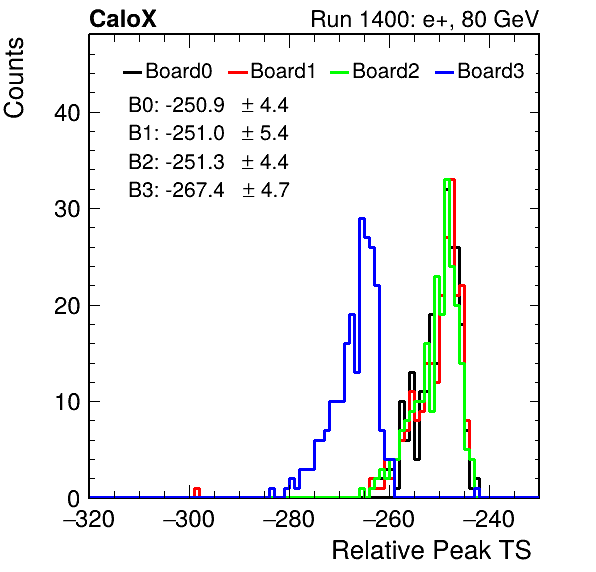 CaloX Run 1400: e+, 80 GeV
Counts
Board0 Board1 Board2 Board3
B0: -250.9 ± 4.4
B1: -251.0 ± 5.4
B2: -251.3 ± 4.4
B3: -267.4 ± 4.7
40
30
20
10
0
−320 −300 −280 −260 −240
Relative Peak TS